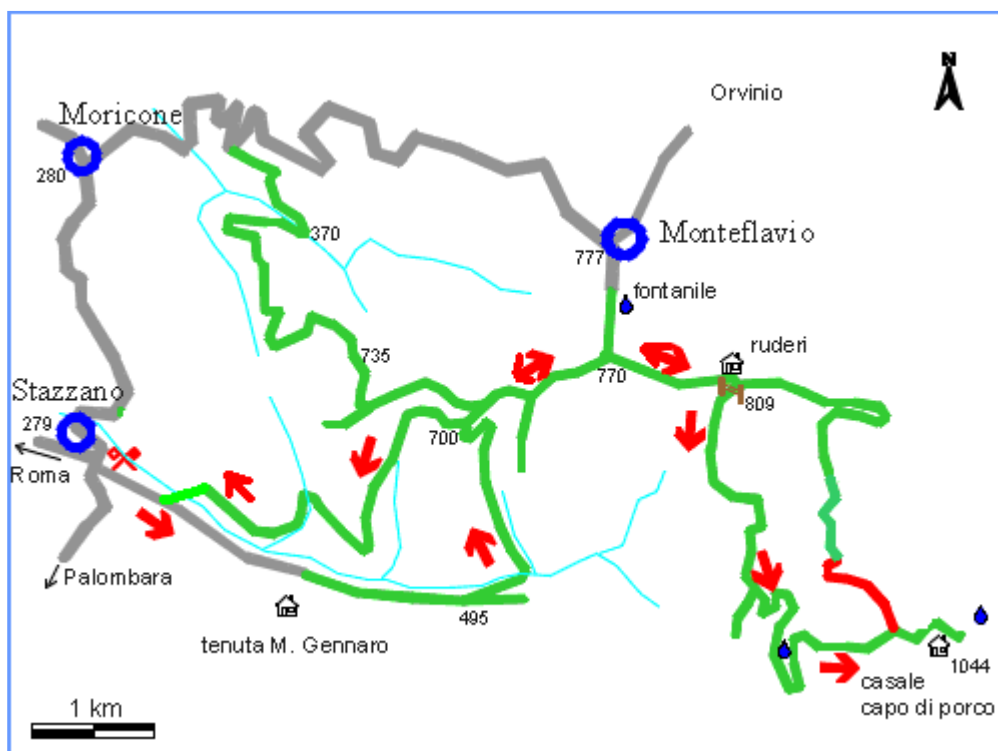 Orvinio
Moricone
280
370
Monteflavio
777
fontanile
735
ruderi
770
809
Stazzano
279
700
Roma
Palombara
495
tenuta M. Gennaro
1044
casale
capo di porco
1 km